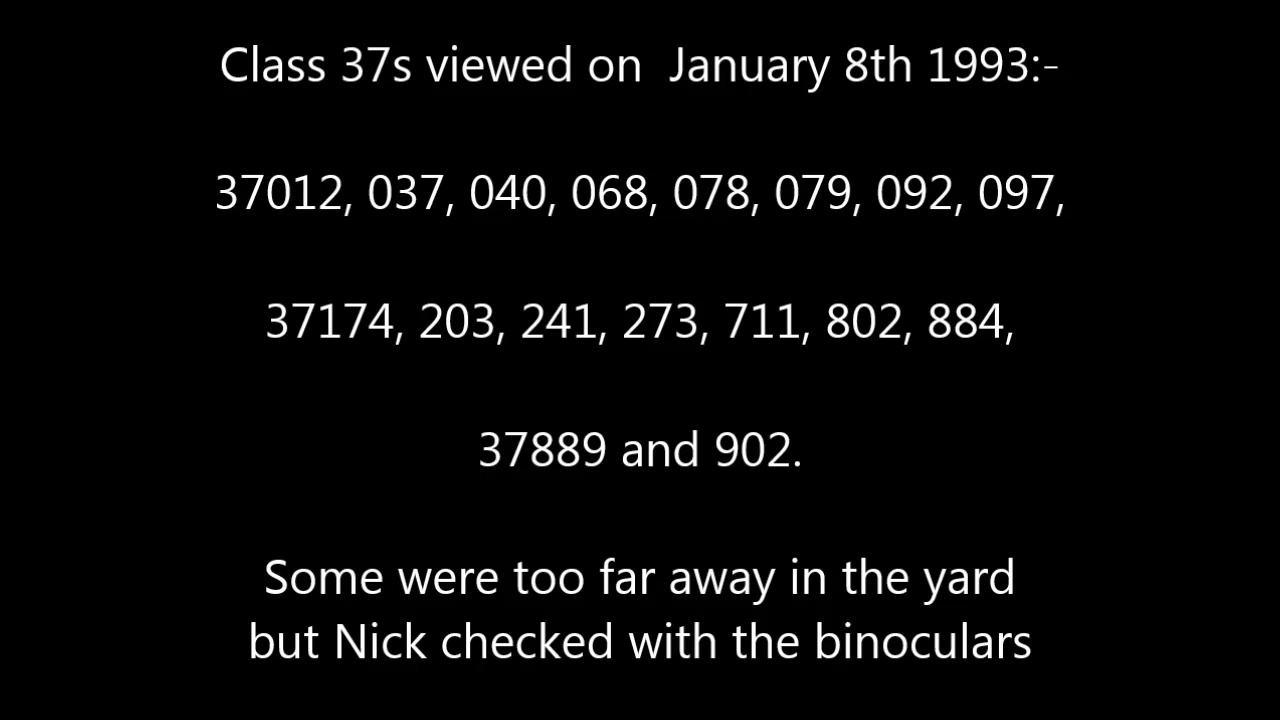 Class 37s viewed on  January 8th 1993:-
37012, 037, 040, 068, 078, 079, 092, 097,
37174, 203, 241, 273, 711, 802, 884,
37889 and 902.
Some were too far away in the yard
but Nick checked with the binoculars